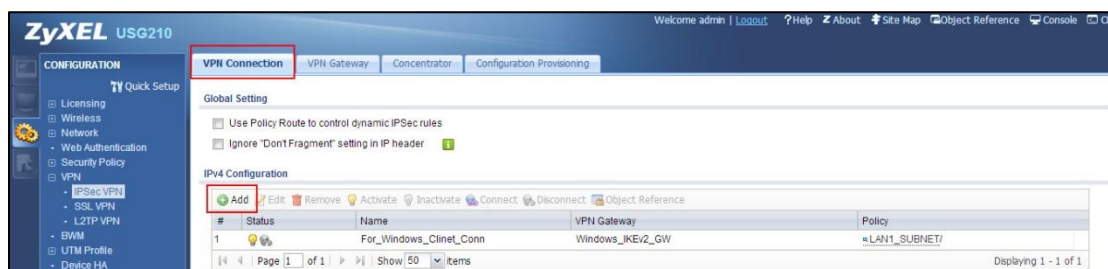 Welcome admin | Logout ?Help Z About Site Map Object Reference Console
ZyXEL USG210
CONFIGURATION
Quick Setup
Licensing
Wireless
Network
Web Authentication
Security Policy
VPN
IPSec VPN
SSL VPN
L2TP VPN
BWM
UTM Profile
Device HA
VPN Connection VPN Gateway Concentrator Configuration Provisioning
Global Setting
Use Policy Route to control dynamic IPSec rules
Ignore "Don't Fragment" setting in IP header
IPv4 Configuration
Add Edit Remove Activate Inactivate Connect Disconnect Object Reference
# Status Name VPN Gateway Policy
1 For_Windows_Clinet_Conn Windows_IKEv2_GW LAN1_SUBNET/
Page 1 of 1 Show 50 items Displaying 1 - 1 of 1